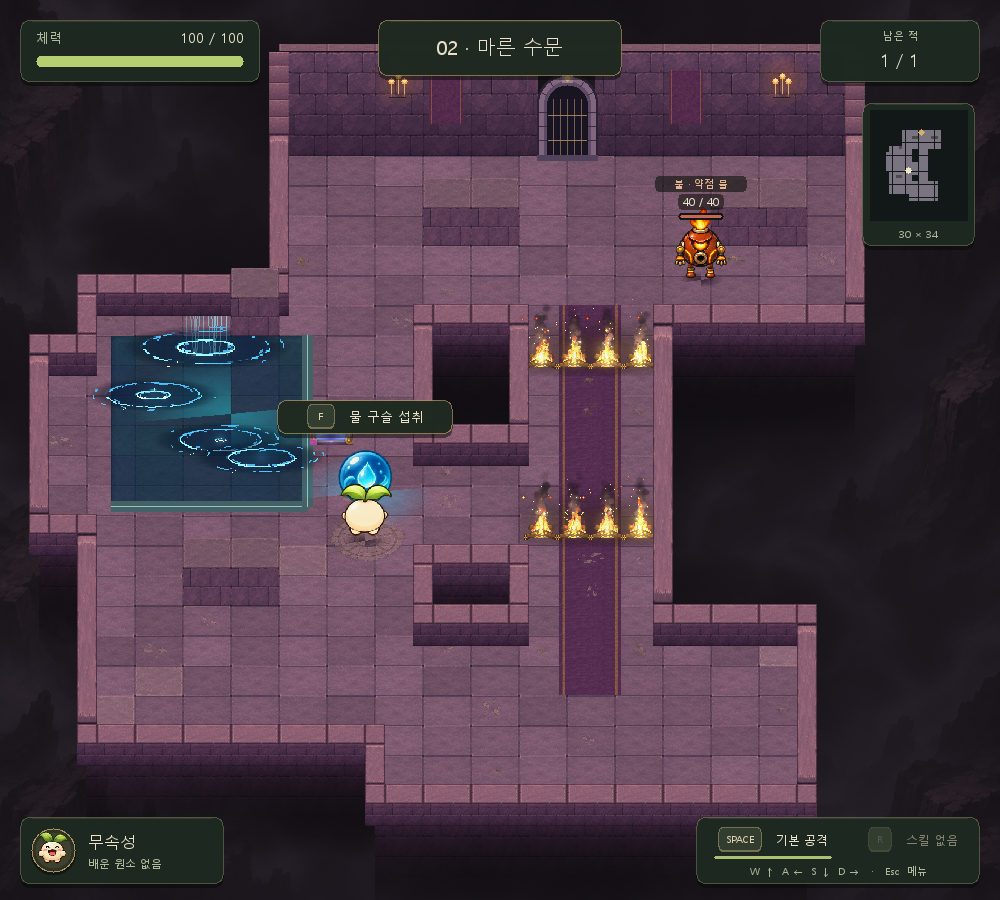 체력 100 / 100
02 · 마른 수문
남은 적
1 / 1
30 × 34
불 · 약점 물
40 / 40
F 물 구슬 섭취
무속성
배운 원소 없음
SPACE 기본 공격 R 스킬 없음
W ↑ A ← S ↓ D → · Esc 메뉴